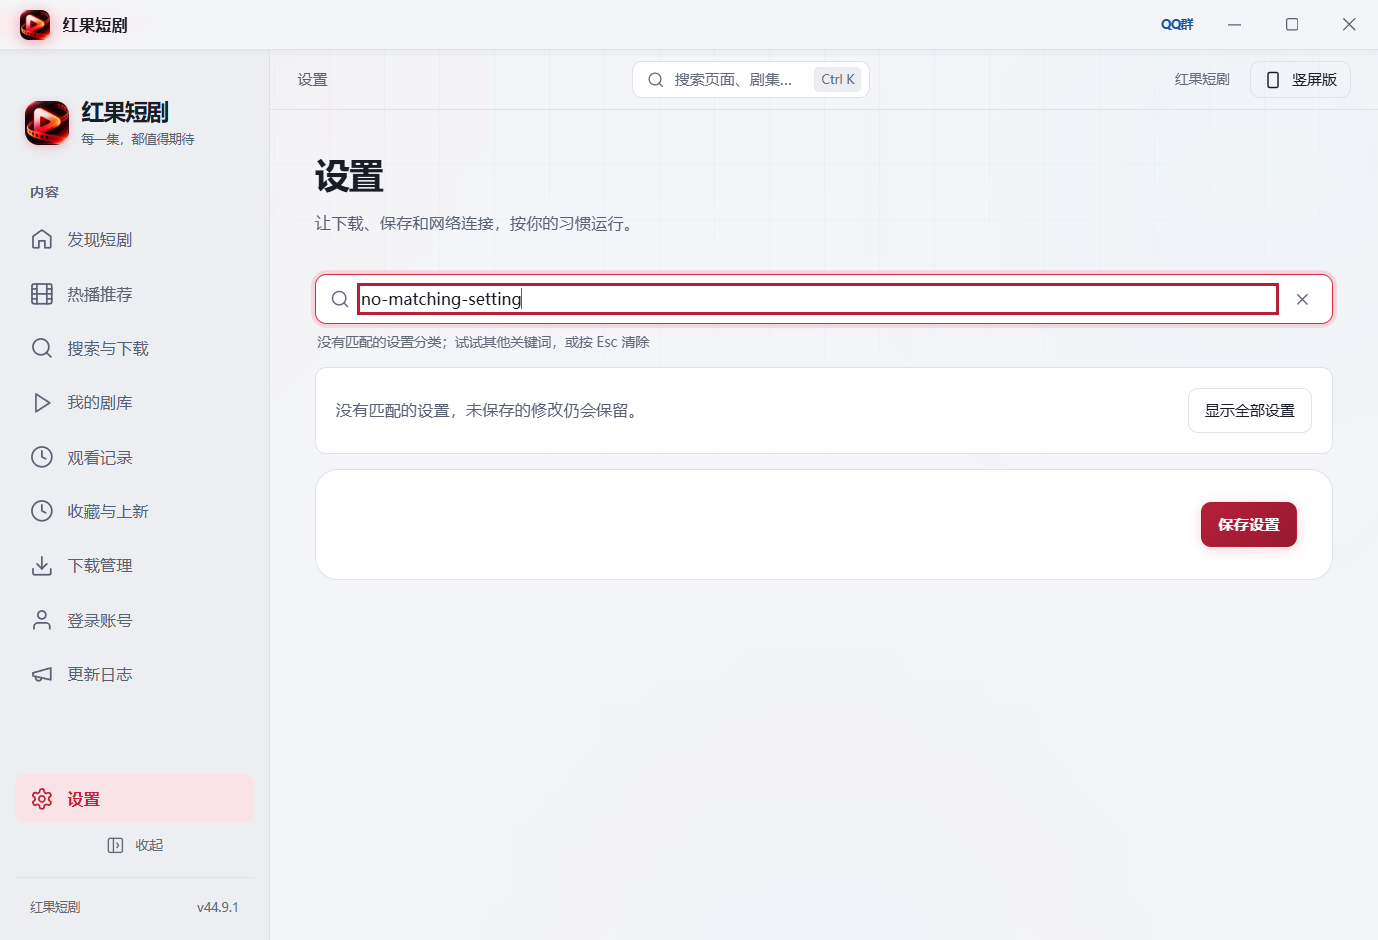 红果短剧
QQ群
设置
搜索页面、剧集...
Ctrl K
红果短剧
竖屏版
红果短剧
每一集，都值得期待
内容
发现短剧
热播推荐
搜索与下载
我的剧库
观看记录
收藏与上新
下载管理
登录账号
更新日志
设置
收起
红果短剧
v44.9.1
设置
让下载、保存和网络连接，按你的习惯运行。
no-matching-setting
没有匹配的设置分类；试试其他关键词，或按 Esc 清除
没有匹配的设置，未保存的修改仍会保留。
显示全部设置
保存设置